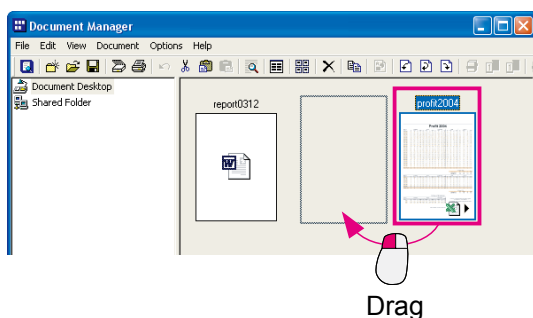 Document Manager
File Edit View Document Options Help
Document Desktop
Shared Folder
report0312
profit2004
Profit 2004
Drag